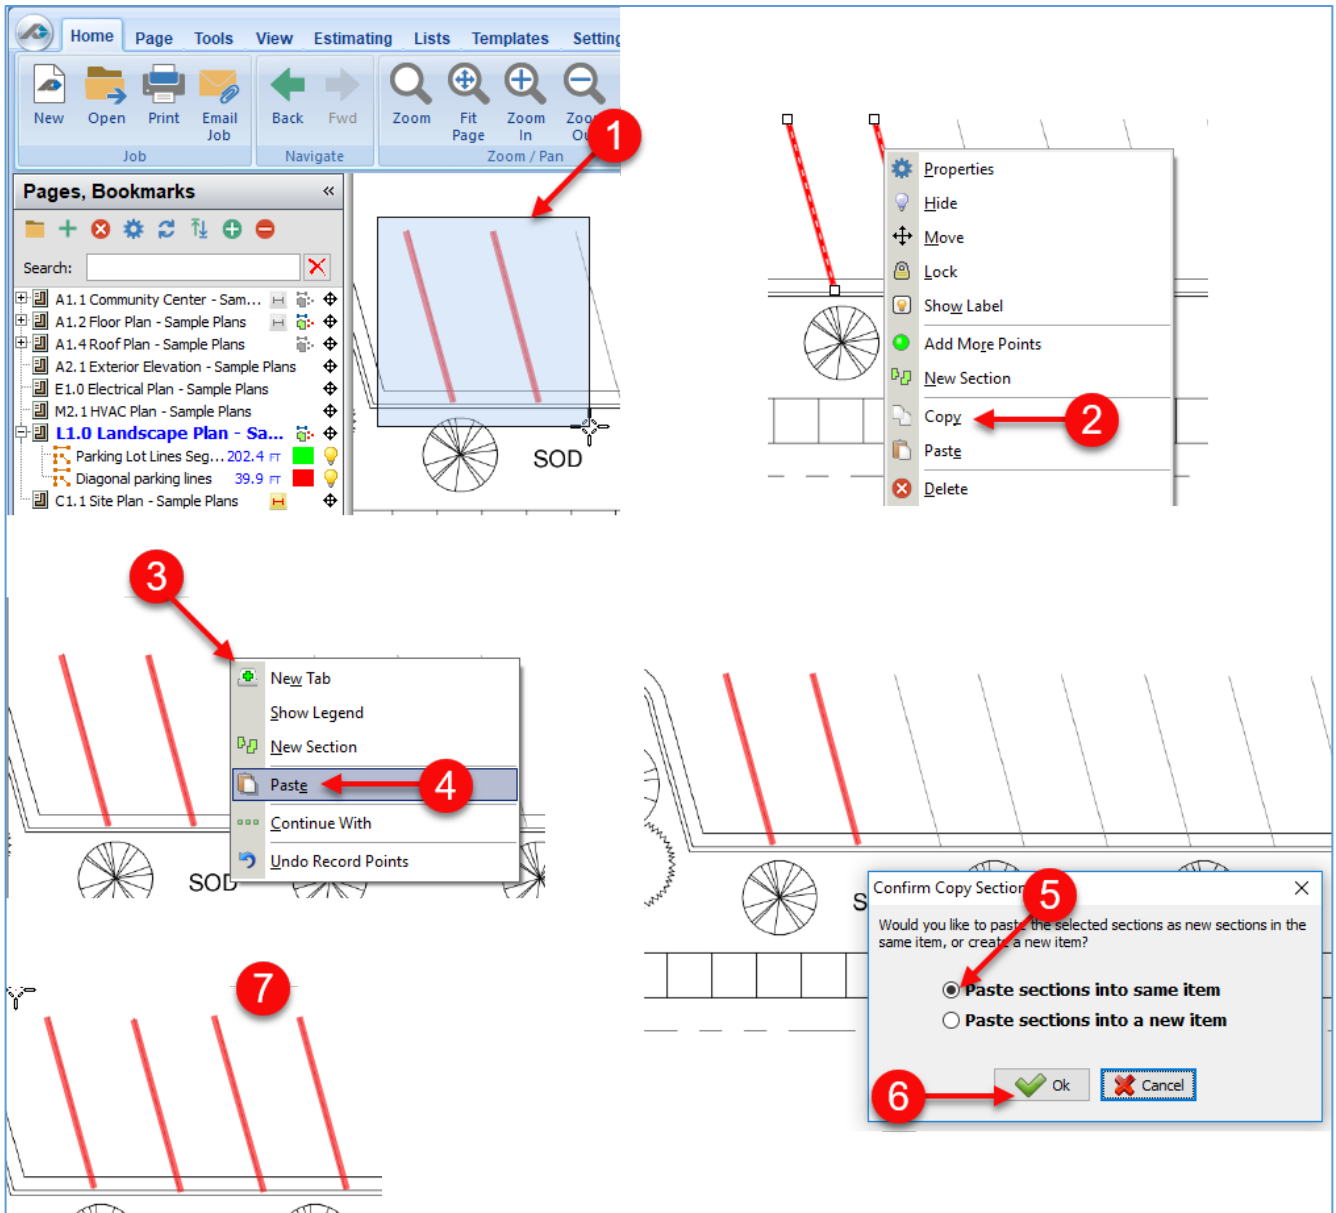 Home Page Tools View Estimating Lists Templates Setting
New Open Print Email Job Back Fwd Zoom Fit Page Zoom In
Job Navigate Zoom / Pan
1
Pages, Bookmarks «
Search:
A1.1 Community Center - Sam...
A1.2 Floor Plan - Sample Plans
A1.4 Roof Plan - Sample Plans
A2.1 Exterior Elevation - Sample Plans
E1.0 Electrical Plan - Sample Plans
M2.1 HVAC Plan - Sample Plans
L1.0 Landscape Plan - Sa...
Parking Lot Lines Seg... 202.4 FT
Diagonal parking lines 39.9 FT
C1.1 Site Plan - Sample Plans
SOD
Properties
Hide
Move
Lock
Show Label
Add More Points
New Section
Copy
2
Paste
Delete
3
New Tab
Show Legend
New Section
Paste
4
Continue With
Undo Record Points
SOD
S
Confirm Copy Section
5
Would you like to paste the selected sections as new sections in the
same item, or create a new item?
Paste sections into same item
Paste sections into a new item
6
Ok Cancel
7